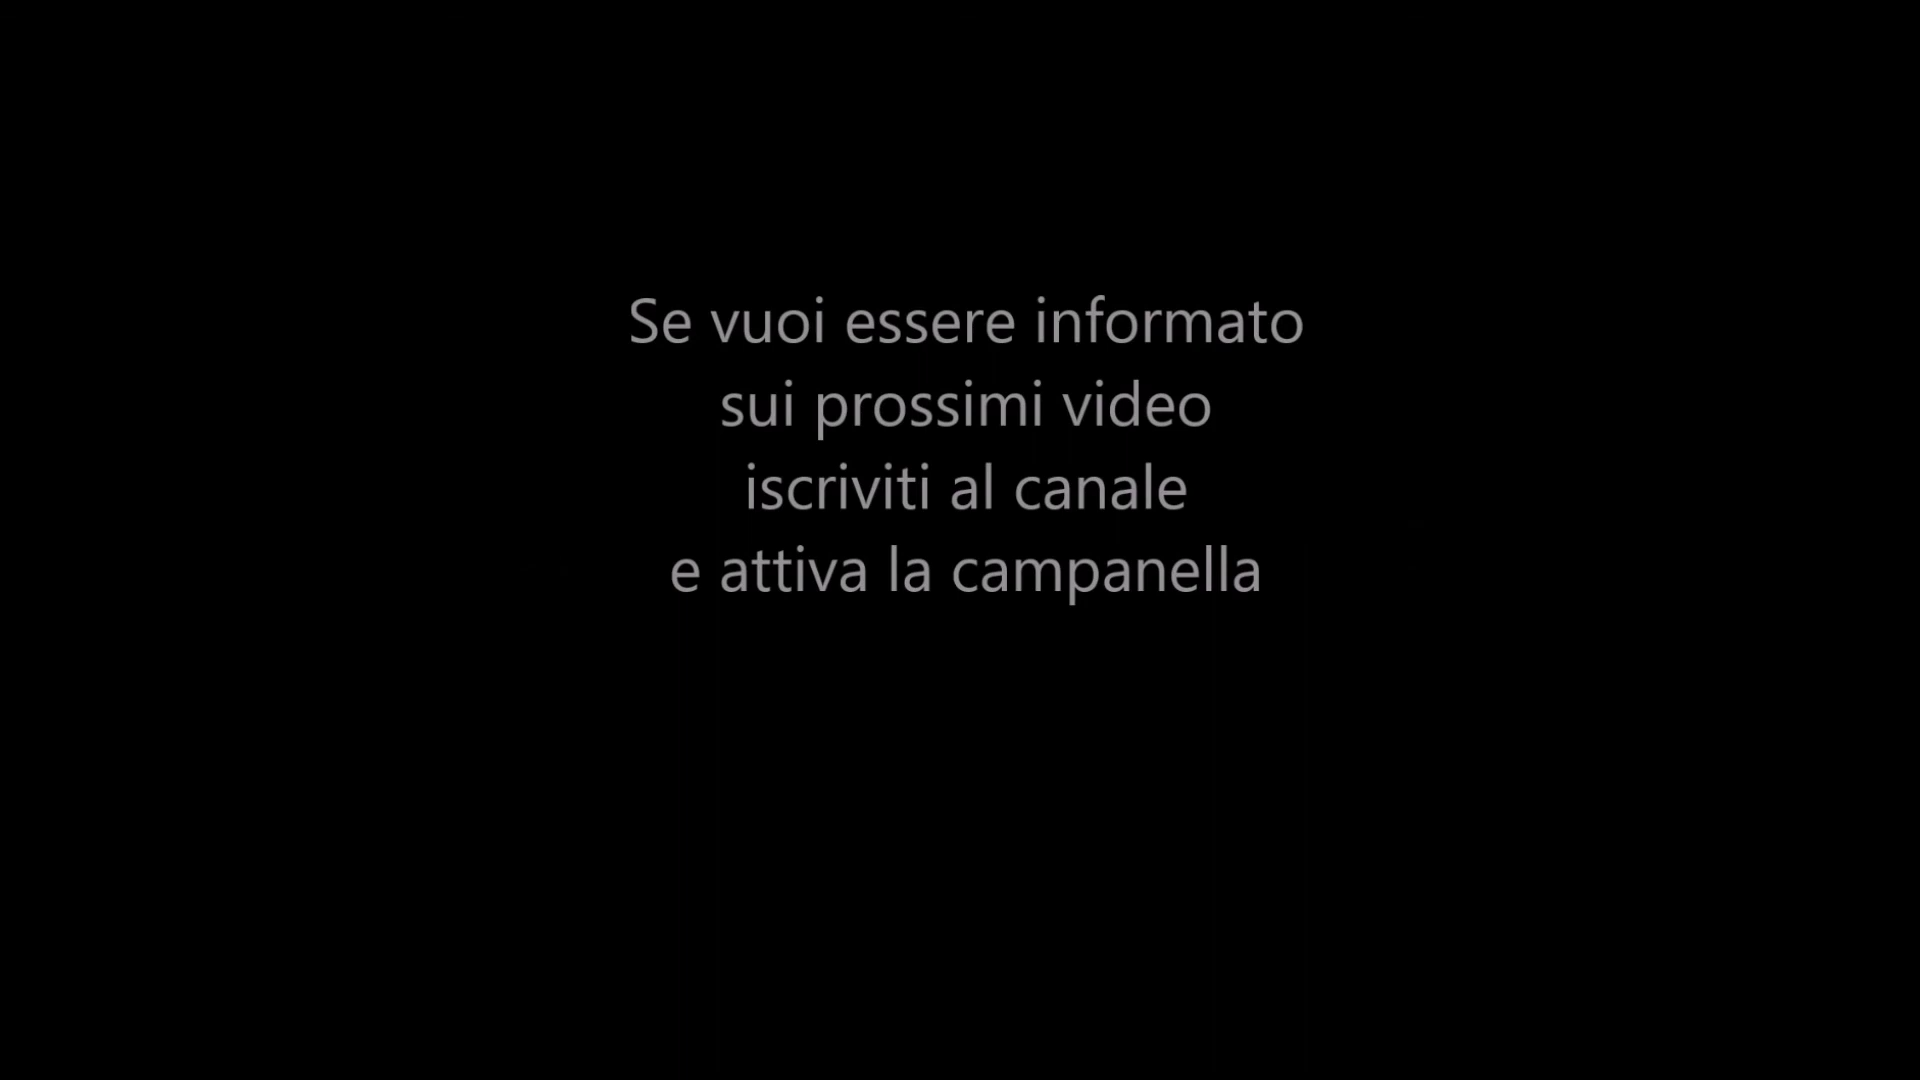 Se vuoi essere informato
sui prossimi video
iscriviti al canale
e attiva la campanella